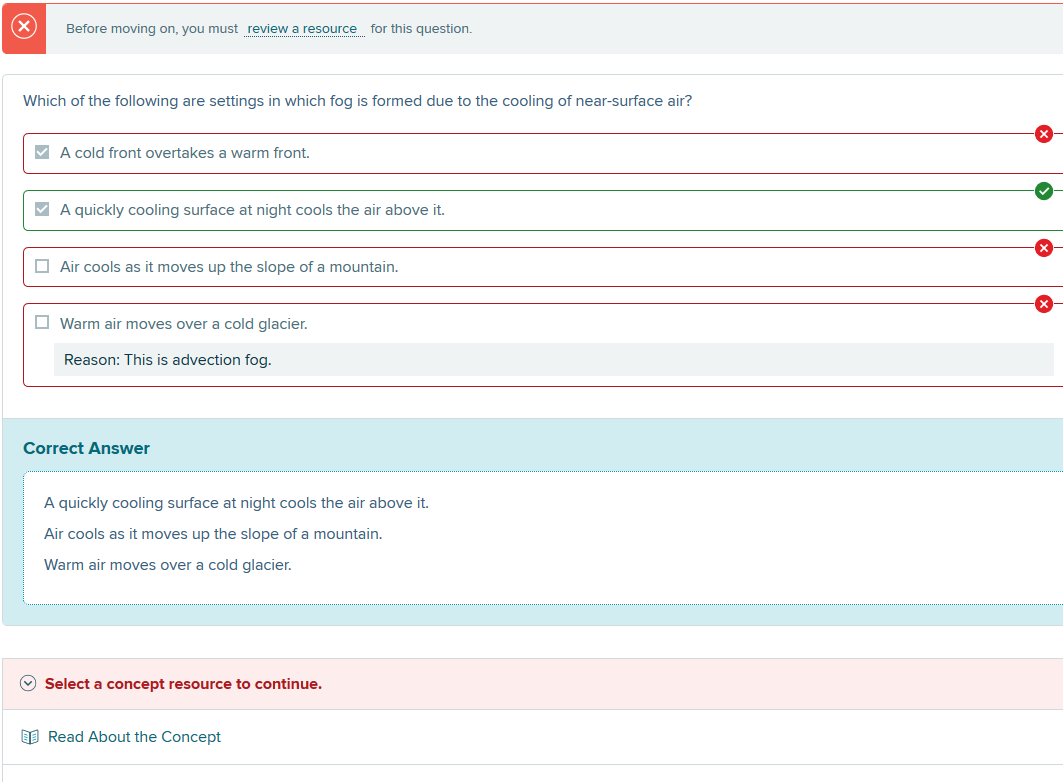 Before moving on, you must review a resource for this question.
Which of the following are settings in which fog is formed due to the cooling of near-surface air?
A cold front overtakes a warm front.
A quickly cooling surface at night cools the air above it.
Air cools as it moves up the slope of a mountain.
Warm air moves over a cold glacier.
Reason: This is advection fog.
Correct Answer
A quickly cooling surface at night cools the air above it.
Air cools as it moves up the slope of a mountain.
Warm air moves over a cold glacier.
Select a concept resource to continue.
Read About the Concept